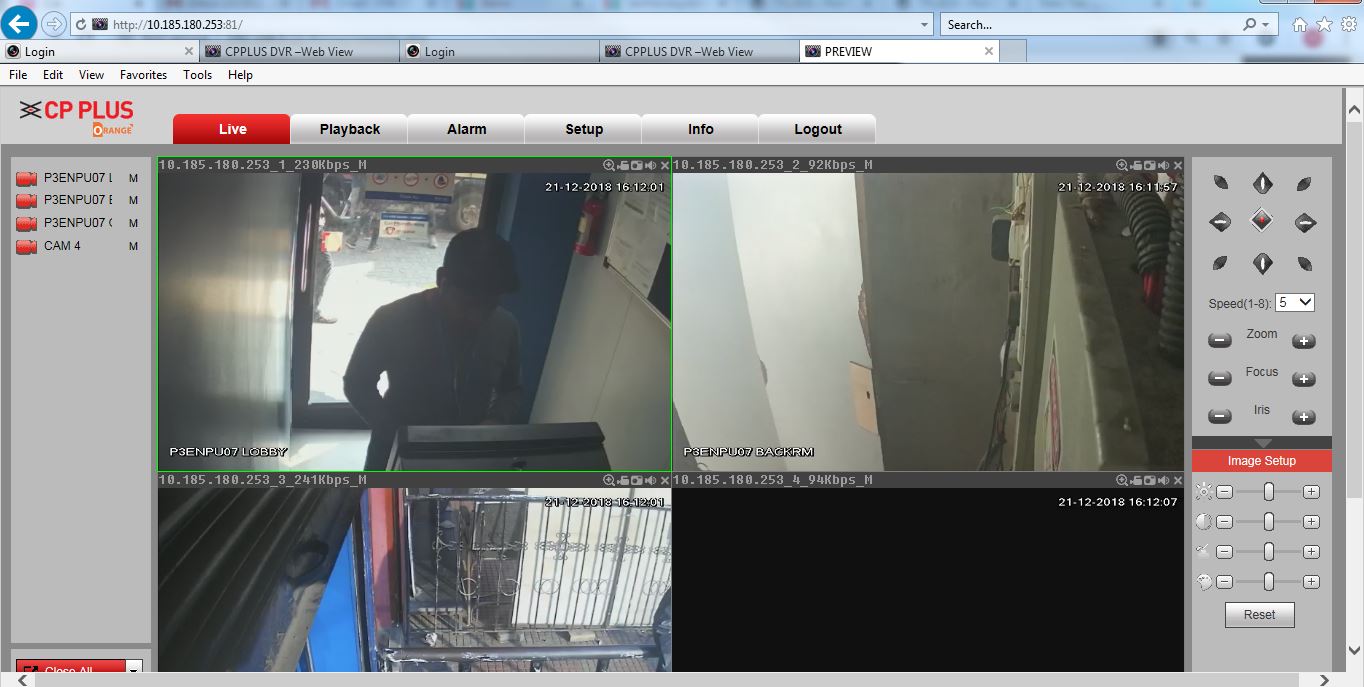 http://10.185.180.253:81/
Search...
Login
CPPLUS DVR –Web View
Login
CPPLUS DVR –Web View
PREVIEW
File Edit View Favorites Tools Help
CP PLUS
ORANGE
Live Playback Alarm Setup Info Logout
P3ENPU07 M
P3ENPU07 M
P3ENPU07 M
CAM 4 M
10.185.180.253_1_230Kbps_M
21-12-2018 16:12:01
P3ENPU07 LOBBY
10.185.180.253_2_92Kbps_M
21-12-2018 16:11:57
P3ENPU07 BACKRM
10.185.180.253_3_241Kbps_M
21-12-2018 16:12:01
10.185.180.253_4_94Kbps_M
21-12-2018 16:12:07
Speed(1-8): 5
Zoom
Focus
Iris
Image Setup
Reset
Close All